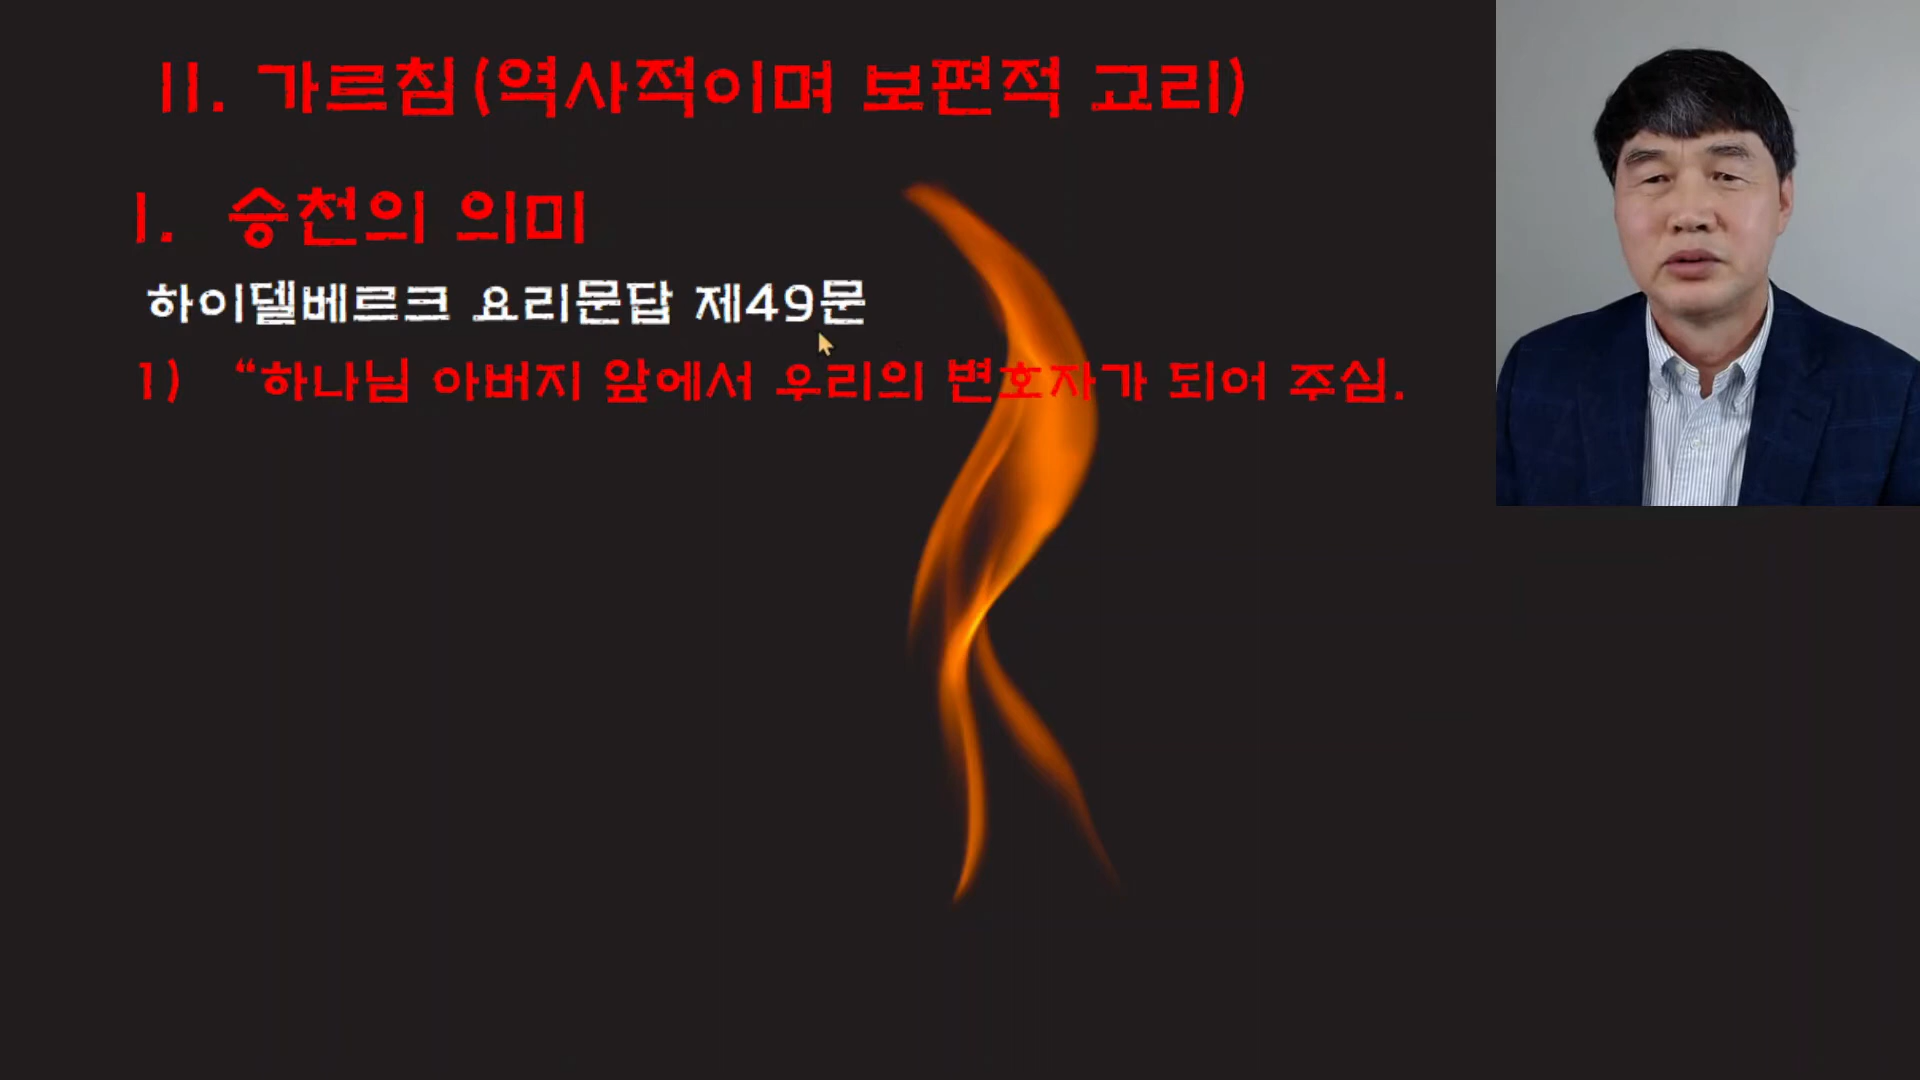 II. 가르침(역사적이며 보편적 교리)
I. 승천의 의미
하이델베르크 요리문답 제49문
1) “하나님 아버지 앞에서 우리의 변호자가 되어 주심.